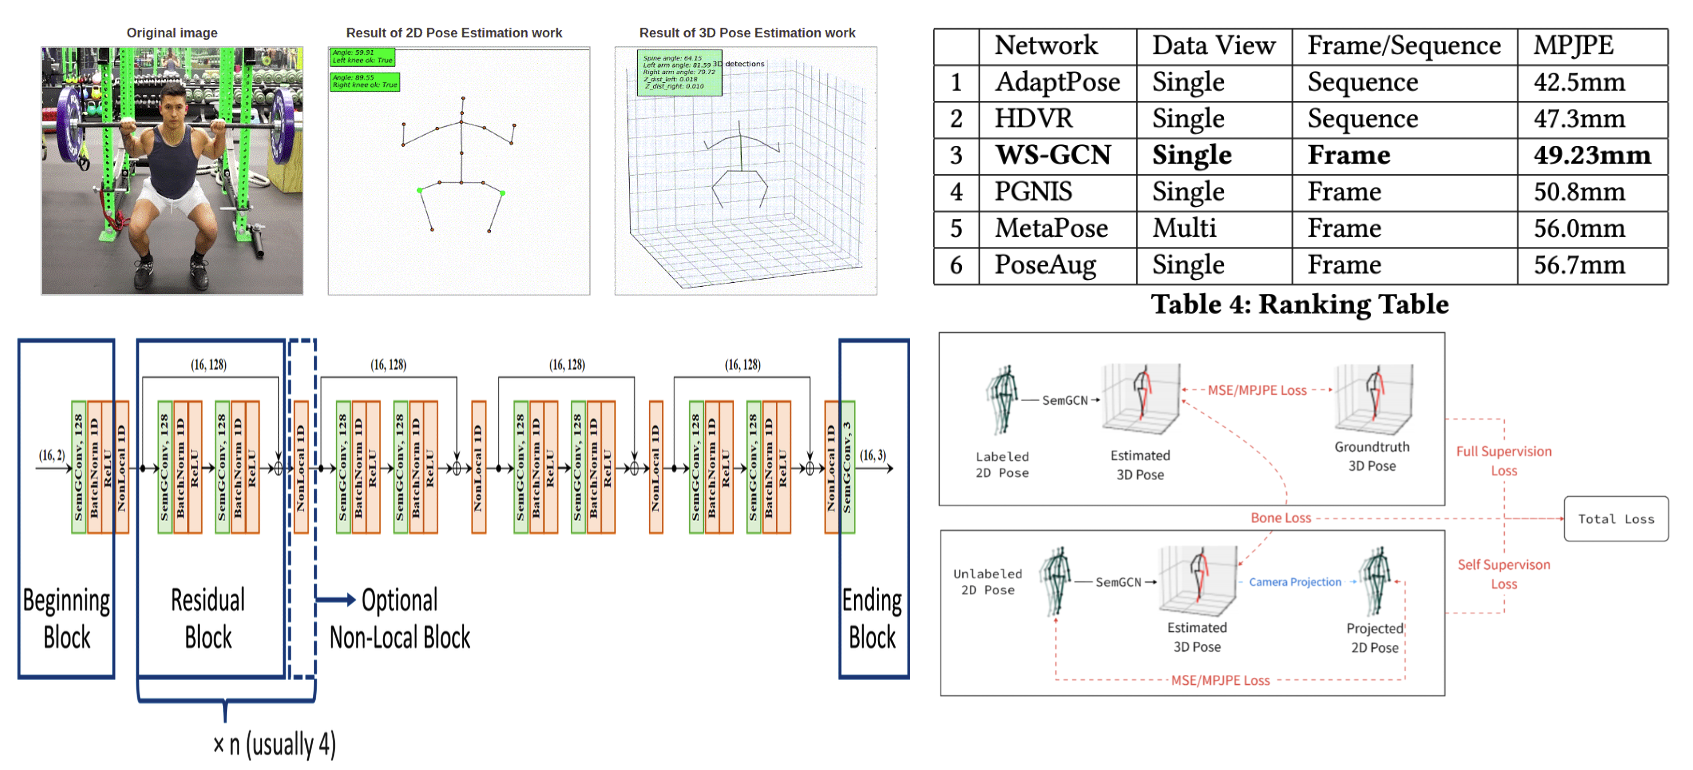 Original image
Result of 2D Pose Estimation work
Result of 3D Pose Estimation work
Angle: 59.91
Left knee ok: True
Angle: 89.55
Right knee ok: True
Spine angle: 64.15
Left arm angle: 81.59
3D detections
Right arm angle: 79.72
Z_dist_left: 0.018
Z_dist_right: 0.010
Network Data View Frame/Sequence MPJPE
1 AdaptPose Single Sequence 42.5mm
2 HDVR Single Sequence 47.3mm
3 WS-GCN Single Frame 49.23mm
4 PGNIS Single Frame 50.8mm
5 MetaPose Multi Frame 56.0mm
6 PoseAug Single Frame 56.7mm
Table 4: Ranking Table
(16, 128)
(16, 128)
(16, 128)
(16, 128)
(16, 2)
SemGConv, 128
BatchNorm 1D
ReLU
NonLocal 1D
SemGConv, 128
BatchNorm 1D
ReLU
SemGConv, 128
BatchNorm 1D
ReLU
NonLocal 1D
SemGConv, 128
BatchNorm 1D
ReLU
SemGConv, 128
BatchNorm 1D
ReLU
NonLocal 1D
SemGConv, 128
BatchNorm 1D
ReLU
SemGConv, 128
BatchNorm 1D
ReLU
NonLocal 1D
SemGConv, 128
BatchNorm 1D
ReLU
SemGConv, 128
BatchNorm 1D
ReLU
NonLocal 1D
SemGConv, 3
(16, 3)
Beginning
Block
Residual
Block
Optional
Non-Local Block
Ending
Block
× n (usually 4)
Labeled
2D Pose
SemGCN
Estimated
3D Pose
MSE/MPJPE Loss
Groundtruth
3D Pose
Full Supervision
Loss
Bone Loss
Total Loss
Unlabeled
2D Pose
SemGCN
Estimated
3D Pose
Camera Projection
Projected
2D Pose
Self Supervison
Loss
MSE/MPJPE Loss